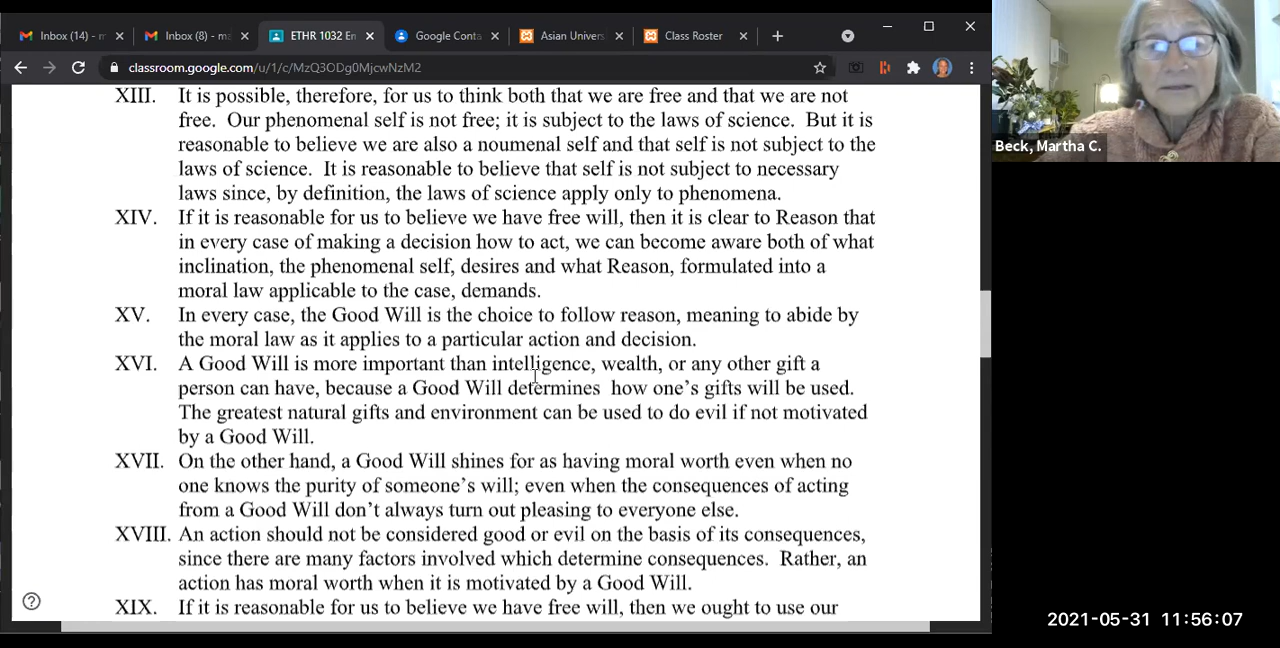 Inbox (14) - m
Inbox (8) - ma
ETHR 1032 En
Google Conta
Asian Univers
Class Roster
classroom.google.com/u/1/c/MzQ3ODg0MjcwNzM2
XIII. It is possible, therefore, for us to think both that we are free and that we are not
free. Our phenomenal self is not free; it is subject to the laws of science. But it is
reasonable to believe we are also a noumenal self and that self is not subject to the
laws of science. It is reasonable to believe that self is not subject to necessary
laws since, by definition, the laws of science apply only to phenomena.
XIV. If it is reasonable for us to believe we have free will, then it is clear to Reason that
in every case of making a decision how to act, we can become aware both of what
inclination, the phenomenal self, desires and what Reason, formulated into a
moral law applicable to the case, demands.
XV. In every case, the Good Will is the choice to follow reason, meaning to abide by
the moral law as it applies to a particular action and decision.
XVI. A Good Will is more important than intelligence, wealth, or any other gift a
person can have, because a Good Will determines how one's gifts will be used.
The greatest natural gifts and environment can be used to do evil if not motivated
by a Good Will.
XVII. On the other hand, a Good Will shines for as having moral worth even when no
one knows the purity of someone's will; even when the consequences of acting
from a Good Will don't always turn out pleasing to everyone else.
XVIII. An action should not be considered good or evil on the basis of its consequences,
since there are many factors involved which determine consequences. Rather, an
action has moral worth when it is motivated by a Good Will.
XIX. If it is reasonable for us to believe we have free will, then we ought to use our
Beck, Martha C.
2021-05-31 11:56:07